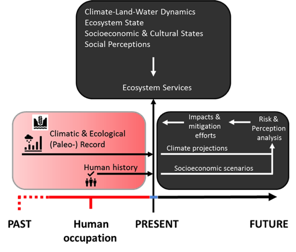 Climate-Land-Water Dynamics
Ecosystem State
Socioeconomic & Cultural States
Social Perceptions
Ecosystem Services
Climatic & Ecological
(Paleo-) Record
Human history
Impacts &
mitigation
efforts
Risk &
Perception
analysis
Climate projections
Socioeconomic scenarios
PAST
Human
occupation
PRESENT
FUTURE